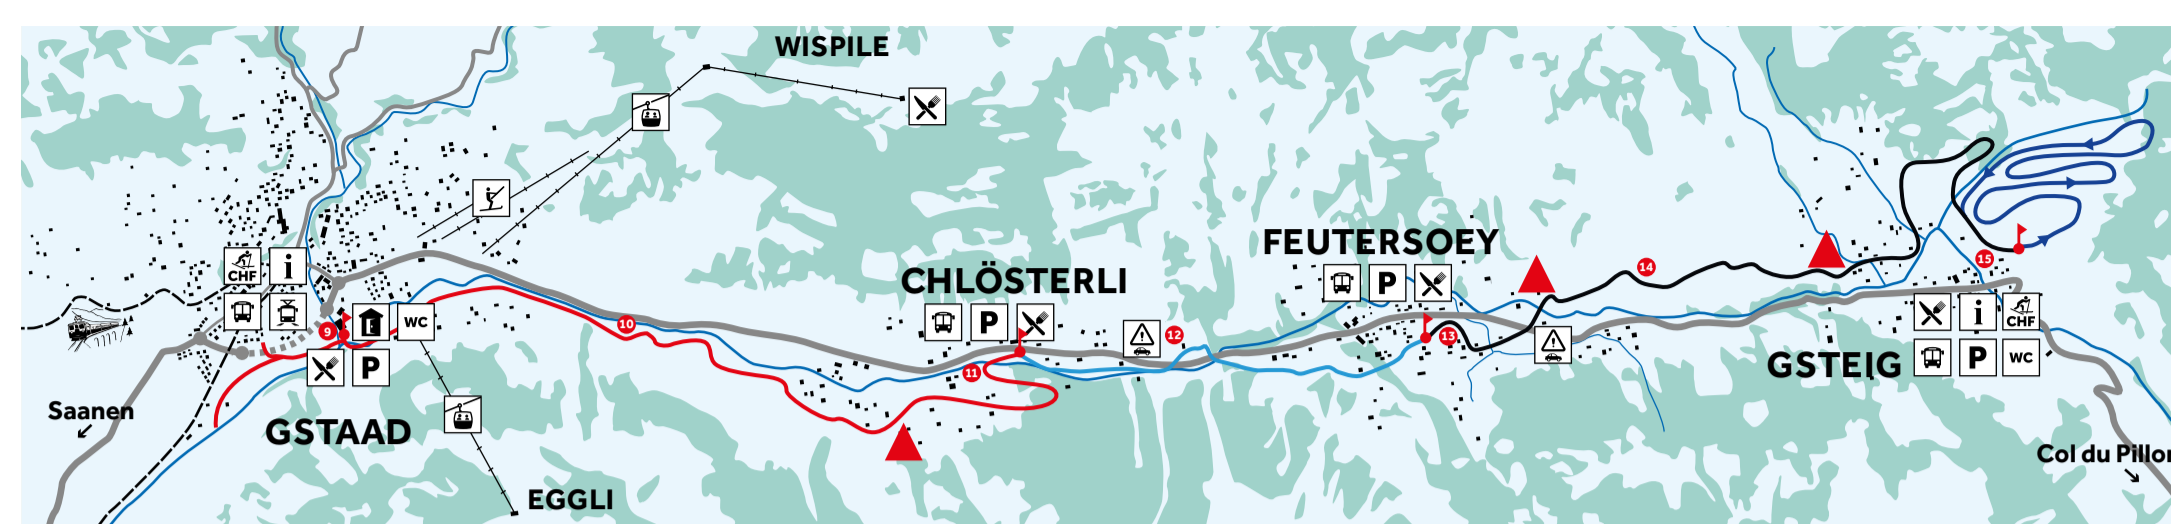 WISPILE
FEUTERSOEY
P
CHLÖSTERLI
P
CHF
i
WC
P
GSTAAD
Saanen
EGGLI
9
10
11
12
13
14
15
i
CHF
GSTEIG
P
WC
Col du Pillon